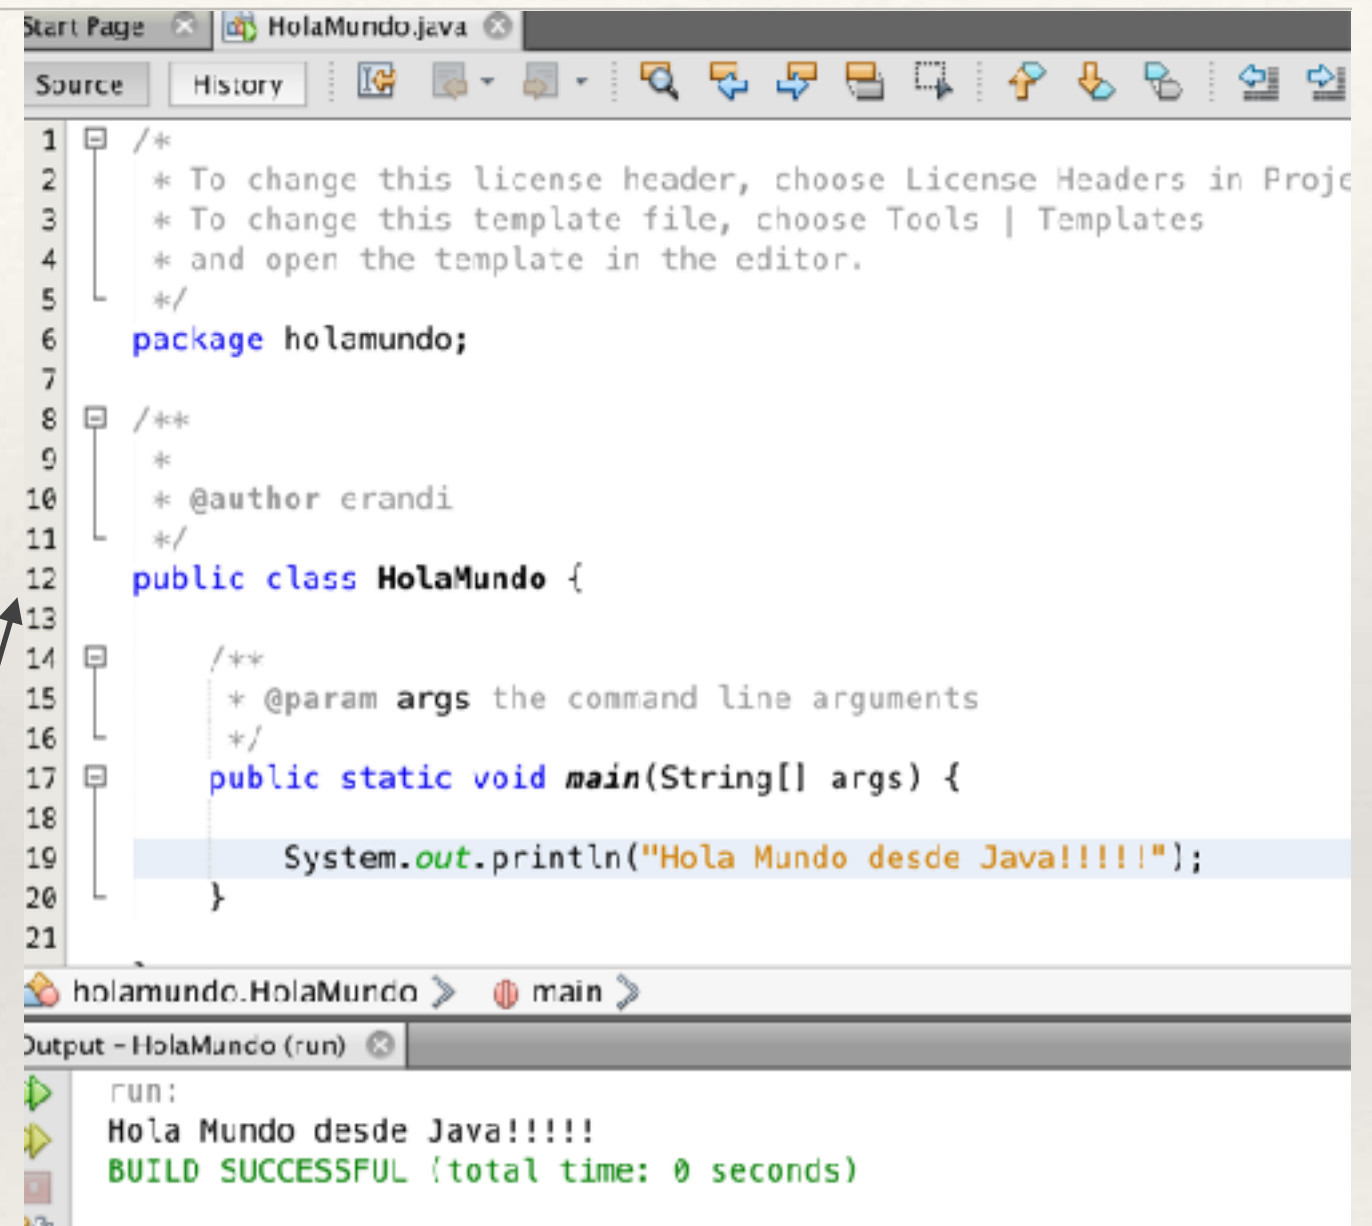 Start Page HolaMundo.java
Source History
1 /*
2 * To change this license header, choose License Headers in Proje
3 * To change this template file, choose Tools | Templates
4 * and open the template in the editor.
5 */
6 package holamundo;
7
8 /**
9 *
10 * @author erandi
11 */
12 public class HolaMundo {
13
14 /**
15 * @param args the command line arguments
16 */
17 public static void main(String[] args) {
18
19 System.out.println("Hola Mundo desde Java!!!!!");
20 }
21
holamundo.HolaMundo main
Output - HolaMundo (run)
run:
Hola Mundo desde Java!!!!!
BUILD SUCCESSFUL (total time: 0 seconds)